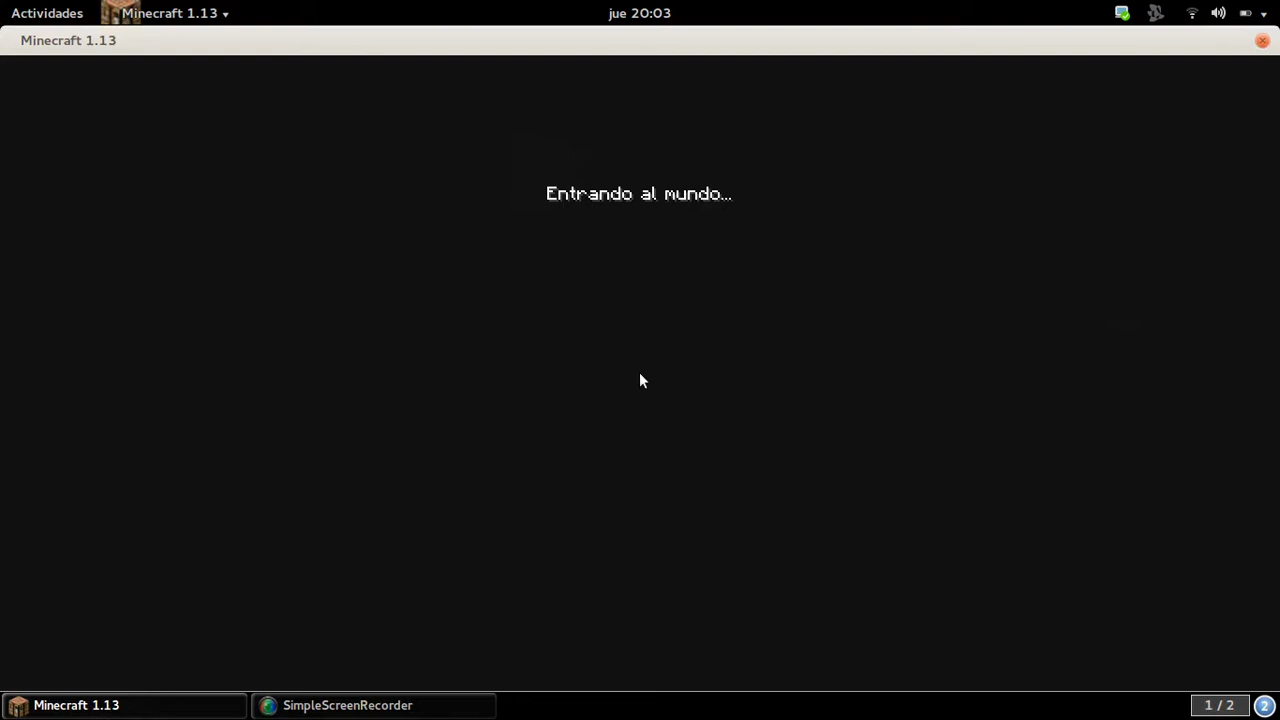 Actividades
Minecraft 1.13
jue 20:03
Minecraft 1.13
Entrando al mundo...
Minecraft 1.13
SimpleScreenRecorder
1 / 2
2